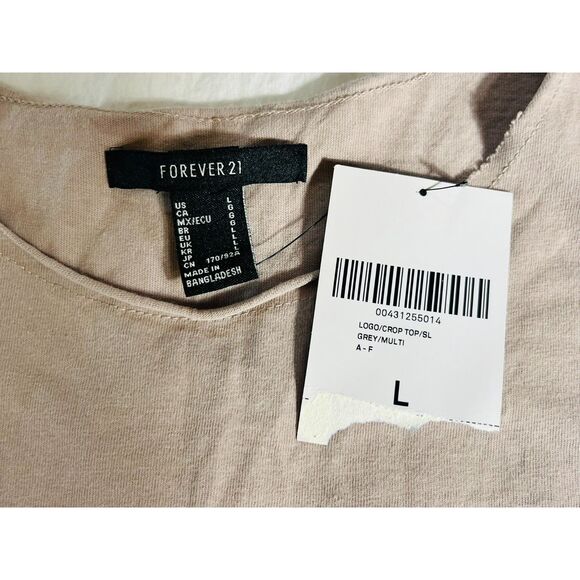 FOREVER 21
US L
CA G
MX/ECU G
BR G
EU L
UK L
KR L
JP L
CN 170/92A
MADE IN
BANGLADESH
00431255014
LOGO/CROP TOP/SL
GREY/MULTI
A - F
L